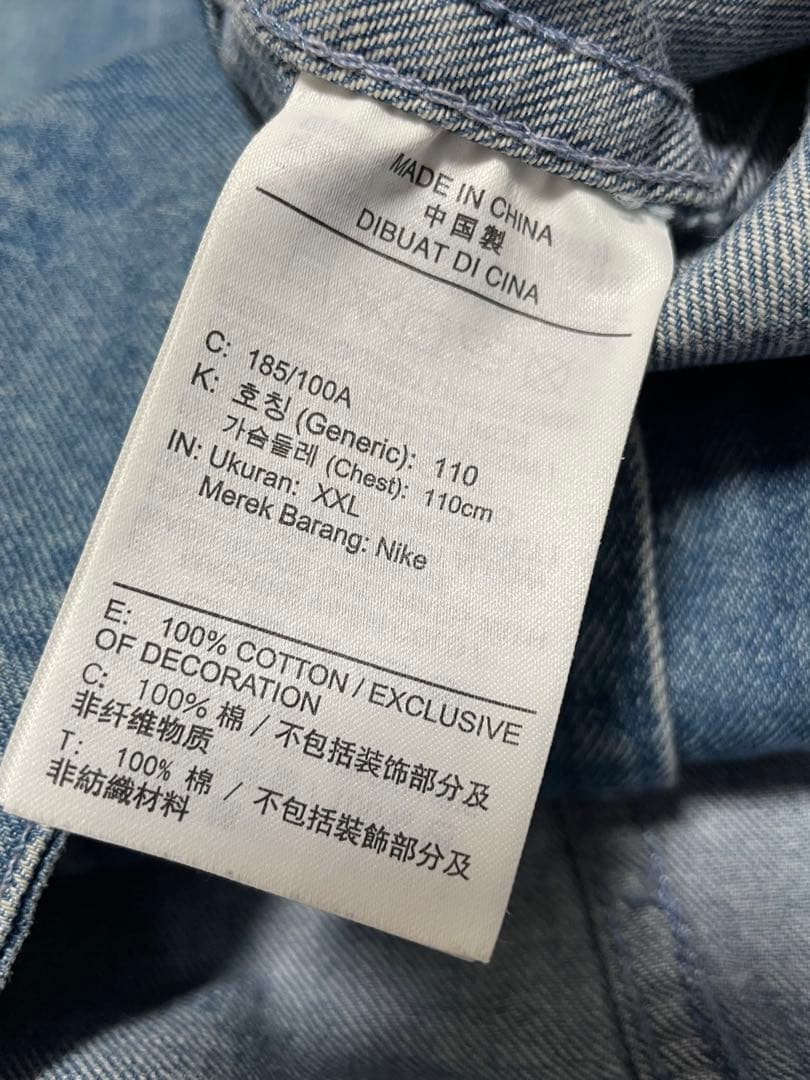 MADE IN CHINA
中国製
DIBUAT DI CINA
C: 185/100A
K: 호칭 (Generic): 110
가슴둘레 (Chest): 110cm
IN: Ukuran: XXL
Merek Barang: Nike
E: 100% COTTON / EXCLUSIVE
OF DECORATION
C: 100% 棉 / 不包括装饰部分及
非纤维物质
T: 100% 棉 / 不包括裝飾部分及
非紡織材料